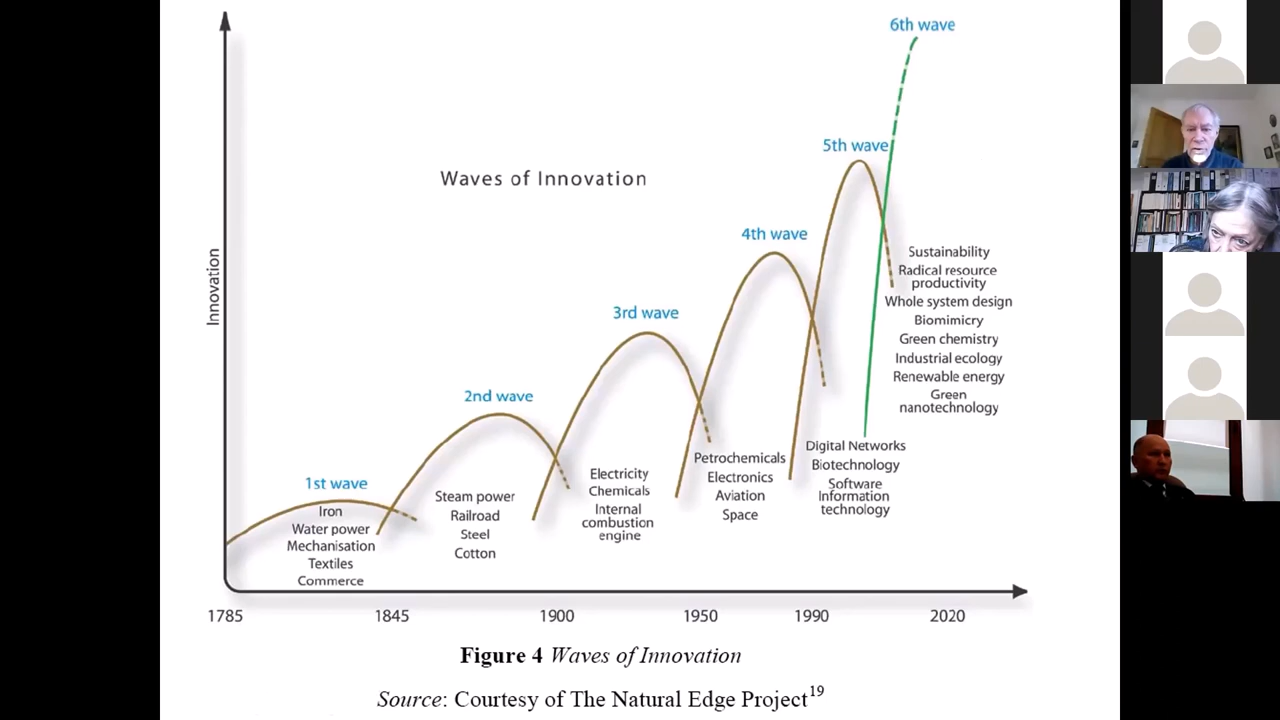 6th wave
5th wave
Waves of Innovation
4th wave
Innovation
Sustainability
Radical resource
productivity
Whole system design
Biomimicry
Green chemistry
Industrial ecology
Renewable energy
Green
nanotechnology
3rd wave
2nd wave
Digital Networks
Biotechnology
Software
Information
technology
Petrochemicals
Electronics
Aviation
Space
Electricity
Chemicals
Internal
combustion
engine
1st wave
Iron
Water power
Mechanisation
Textiles
Commerce
Steam power
Railroad
Steel
Cotton
1785 1845 1900 1950 1990 2020
Figure 4 Waves of Innovation
Source: Courtesy of The Natural Edge Project19